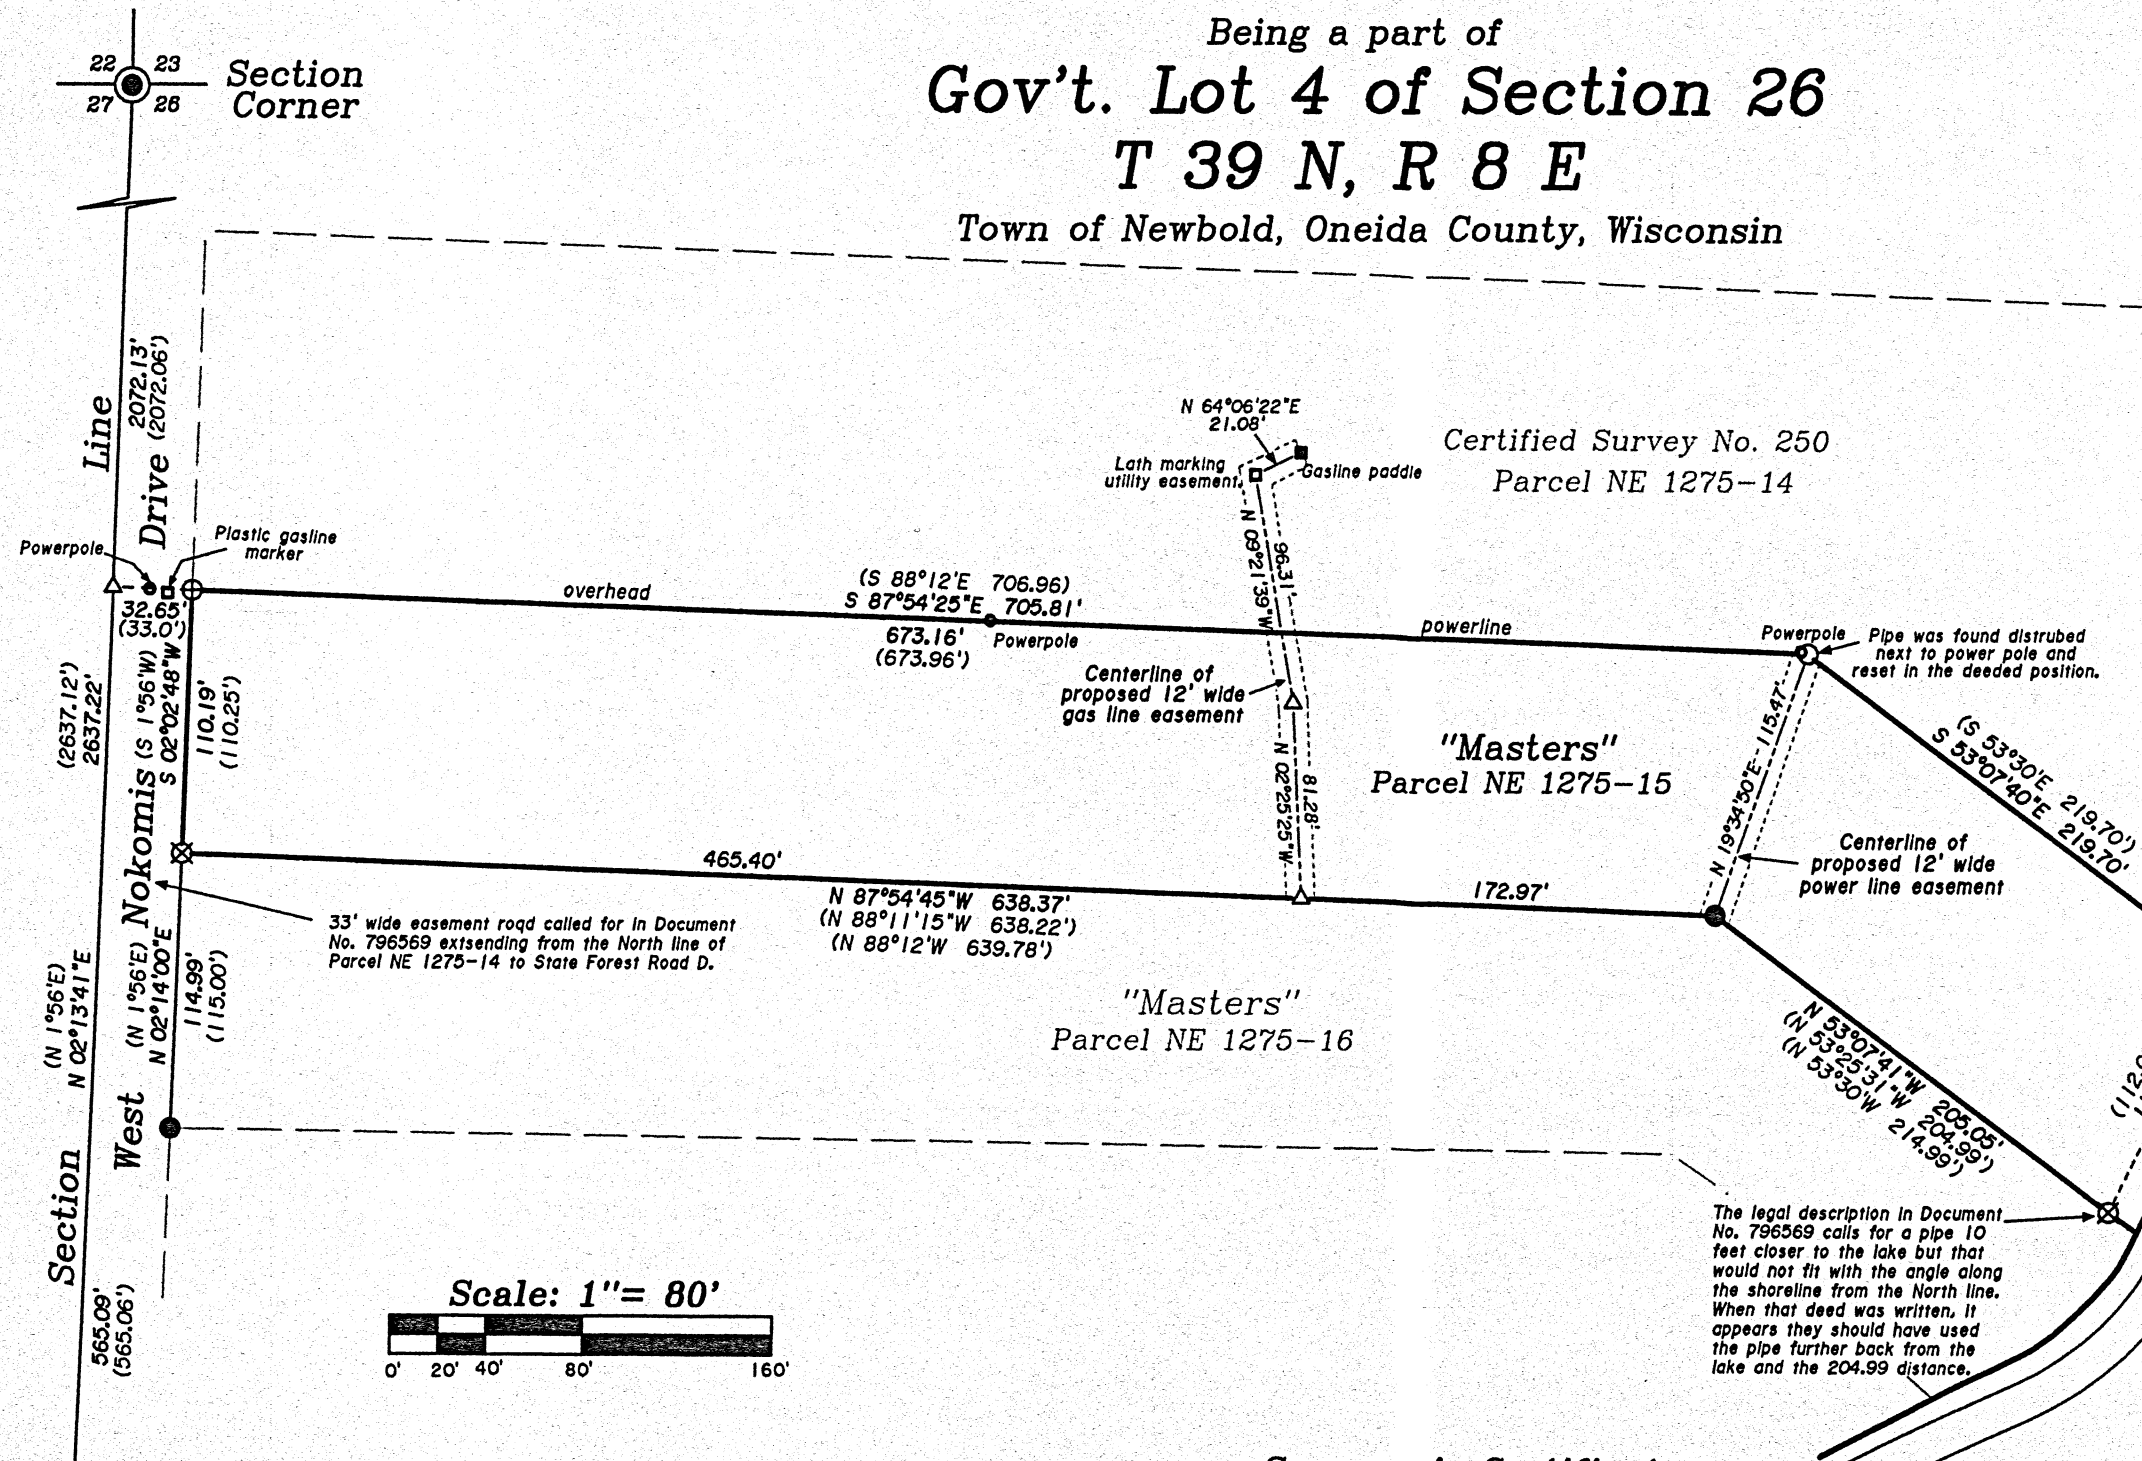 Being a part of
Gov't. Lot 4 of Section 26
T 39 N, R 8 E
Town of Newbold, Oneida County, Wisconsin
22 23
27 26
Section
Corner
Line
Drive
2072.13'
(2072.06')
N 64°06'22"E
21.08'
Lath marking
utility easement
Gasline paddle
Certified Survey No. 250
Parcel NE 1275-14
Powerpole
Plastic gasline
marker
32.65'
(33.0')
overhead
(S 88°12'E 706.96)
S 87°54'25"E 705.81'
673.16'
(673.96')
Powerpole
N 09°21'39"W
96.31'
powerline
Powerpole
Pipe was found distrubed
next to power pole and
reset in the deeded position.
Centerline of
proposed 12' wide
gas line easement
"Masters"
Parcel NE 1275-15
(2637.12')
2637.22'
Nokomis
(S 1°56'W)
S 02°02'48"W
110.19'
(110.25')
N 02°25'25"W
81.28'
N 19°34'50"E 115.47'
(S 53°30'E 219.70')
S 53°07'40"E 219.70'
Centerline of
proposed 12' wide
power line easement
465.40'
172.97'
N 87°54'45"W 638.37'
(N 88°11'15"W 638.22')
(N 88°12'W 639.78')
33' wide easement roqd called for in Document
No. 796569 extsending from the North line of
Parcel NE 1275-14 to State Forest Road D.
(N 1°56'E)
N 02°13'41"E
West
(N 1°56'E)
N 02°14'00"E
114.99'
(115.00')
"Masters"
Parcel NE 1275-16
N 53°07'41"W 205.05'
(N 53°25'31"W 204.99')
(N 53°30'W 214.99')
(112.0
Section
565.09'
(565.06')
The legal description in Document
No. 796569 calls for a pipe 10
feet closer to the lake but that
would not fit with the angle along
the shoreline from the North line.
When that deed was written, it
appears they should have used
the pipe further back from the
lake and the 204.99 distance.
Scale: 1"= 80'
0' 20' 40' 80' 160'